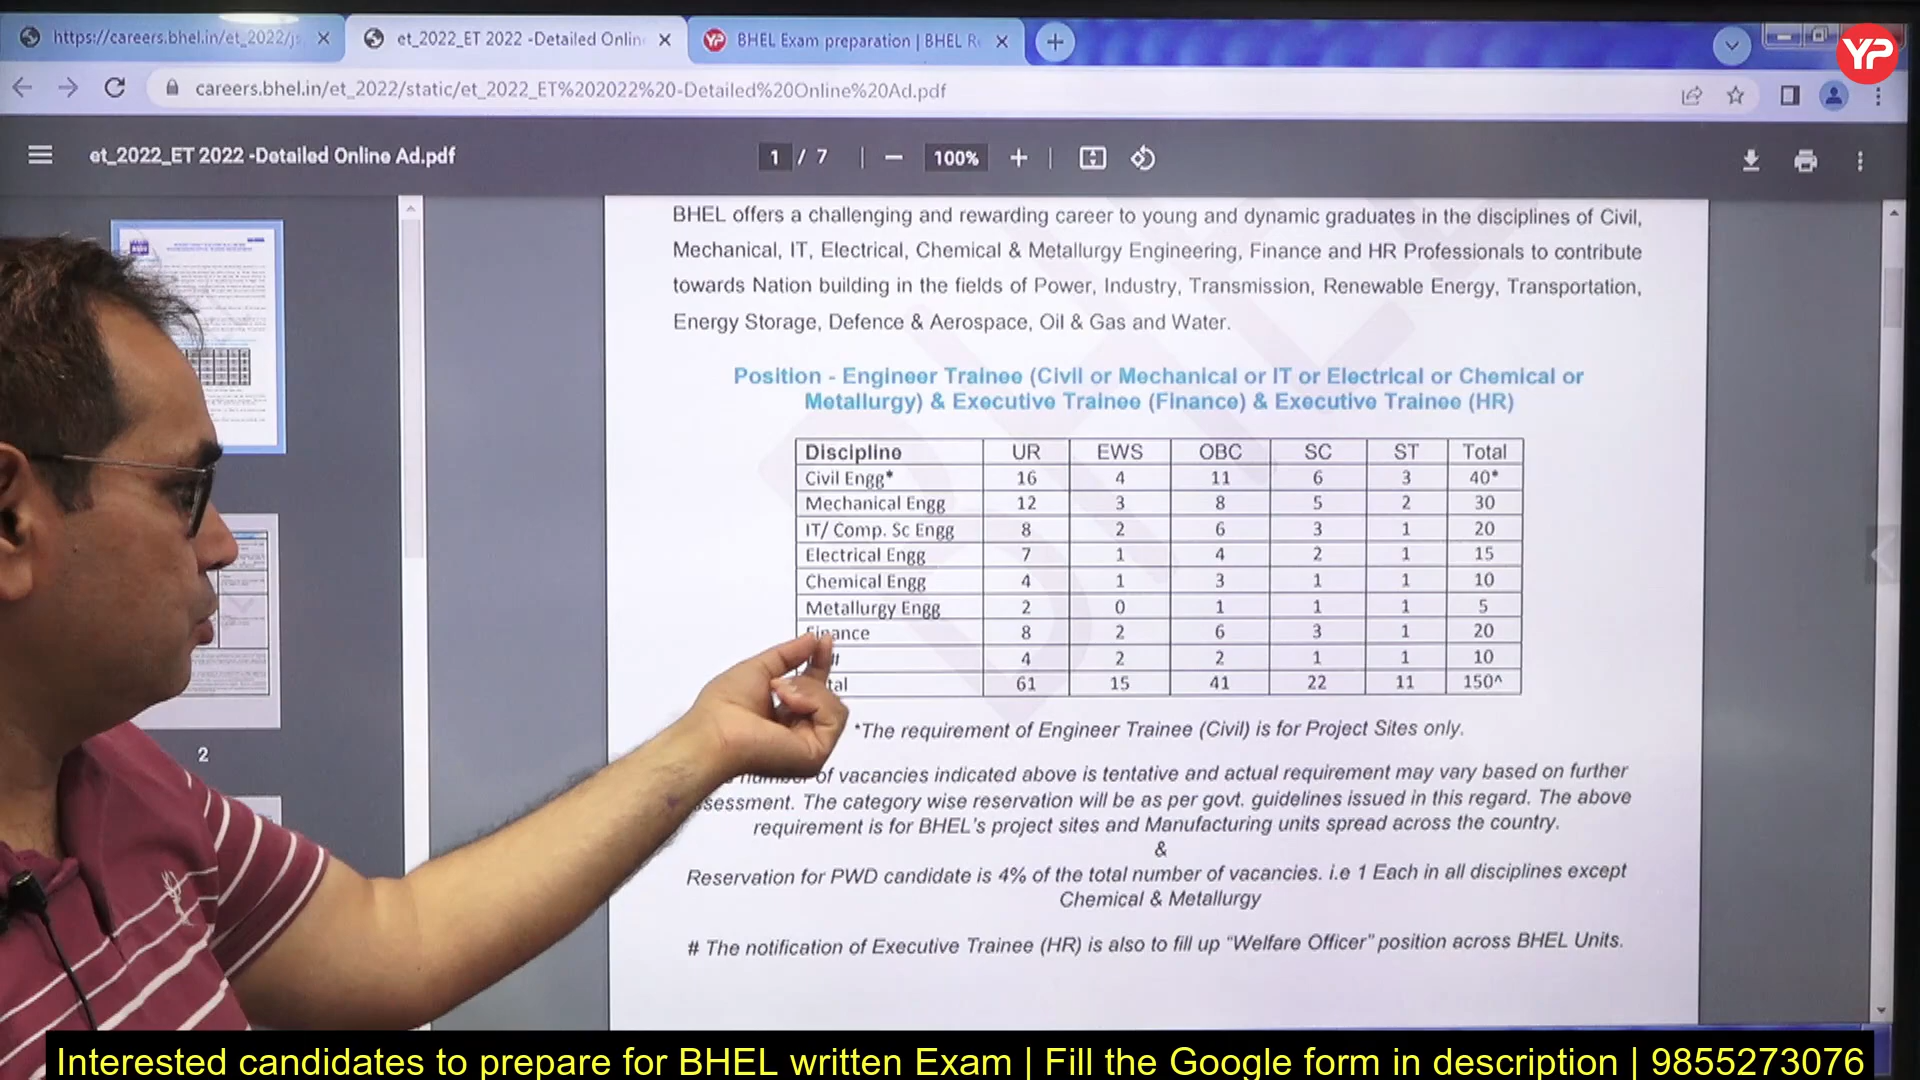 https://careers.bhel.in/et_2022/js
et_2022_ET 2022 -Detailed Onlin
BHEL Exam preparation | BHEL R
YP
careers.bhel.in/et_2022/static/et_2022_ET%202022%20-Detailed%20Online%20Ad.pdf
et_2022_ET 2022 -Detailed Online Ad.pdf
1 / 7
100%
BHEL offers a challenging and rewarding career to young and dynamic graduates in the disciplines of Civil,
Mechanical, IT, Electrical, Chemical & Metallurgy Engineering, Finance and HR Professionals to contribute
towards Nation building in the fields of Power, Industry, Transmission, Renewable Energy, Transportation,
Energy Storage, Defence & Aerospace, Oil & Gas and Water.
Position - Engineer Trainee (Civil or Mechanical or IT or Electrical or Chemical or
Metallurgy) & Executive Trainee (Finance) & Executive Trainee (HR)
Discipline UR EWS OBC SC ST Total
Civil Engg* 16 4 11 6 3 40*
Mechanical Engg 12 3 8 5 2 30
IT/ Comp. Sc Engg 8 2 6 3 1 20
Electrical Engg 7 1 4 2 1 15
Chemical Engg 4 1 3 1 1 10
Metallurgy Engg 2 0 1 1 1 5
Finance 8 2 6 3 1 20
# 4 2 2 1 1 10
tal 61 15 41 22 11 150^
*The requirement of Engineer Trainee (Civil) is for Project Sites only.
number of vacancies indicated above is tentative and actual requirement may vary based on further
sessment. The category wise reservation will be as per govt. guidelines issued in this regard. The above
requirement is for BHEL's project sites and Manufacturing units spread across the country.
&
Reservation for PWD candidate is 4% of the total number of vacancies. i.e 1 Each in all disciplines except
Chemical & Metallurgy
# The notification of Executive Trainee (HR) is also to fill up “Welfare Officer” position across BHEL Units.
2
Interested candidates to prepare for BHEL written Exam | Fill the Google form in description | 9855273076